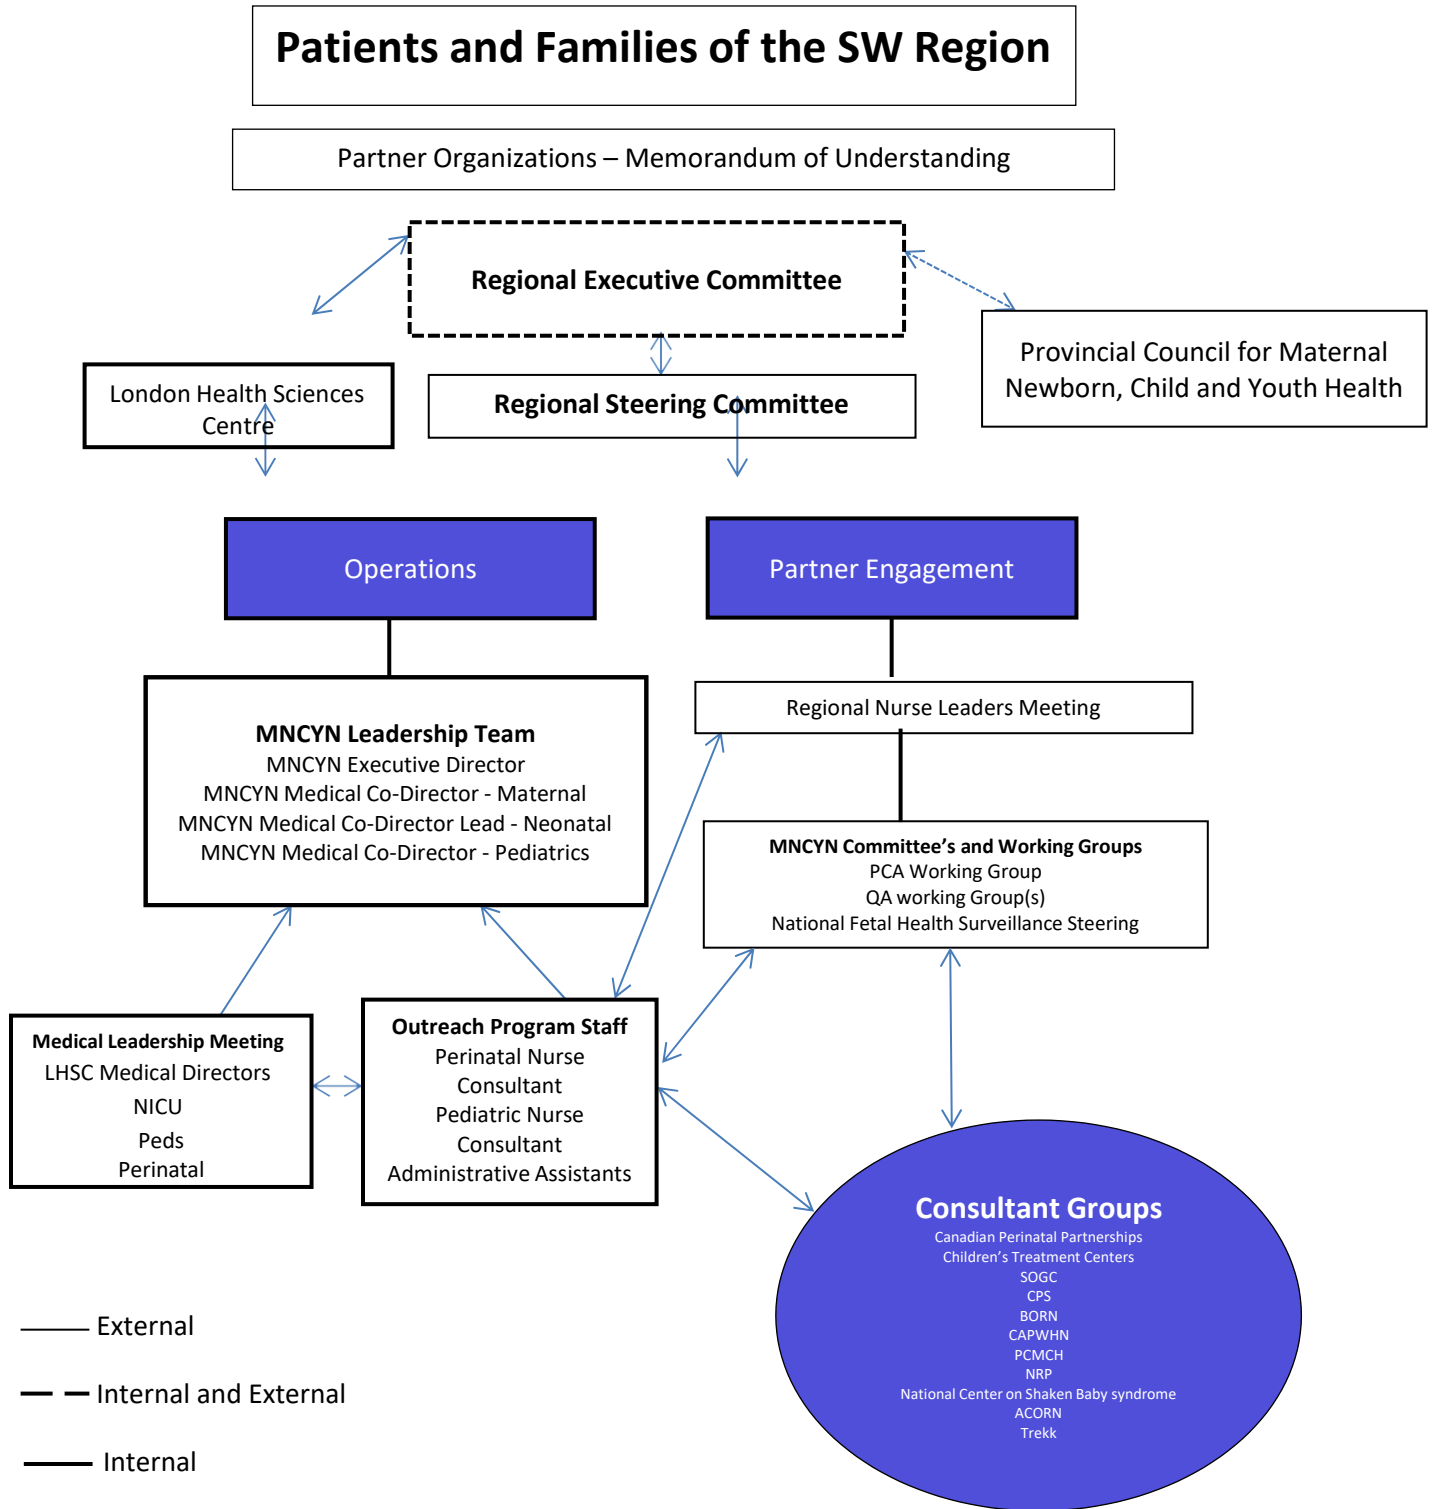 Patients and Families of the SW Region
Partner Organizations – Memorandum of Understanding
Regional Executive Committee
Provincial Council for Maternal
Newborn, Child and Youth Health
London Health Sciences
Centre
Regional Steering Committee
Operations
Partner Engagement
MNCYN Leadership Team
MNCYN Executive Director
MNCYN Medical Co-Director - Maternal
MNCYN Medical Co-Director Lead - Neonatal
MNCYN Medical Co-Director - Pediatrics
Regional Nurse Leaders Meeting
MNCYN Committee’s and Working Groups
PCA Working Group
QA working Group(s)
National Fetal Health Surveillance Steering
Medical Leadership Meeting
LHSC Medical Directors
NICU
Peds
Perinatal
Outreach Program Staff
Perinatal Nurse
Consultant
Pediatric Nurse
Consultant
Administrative Assistants
Consultant Groups
Canadian Perinatal Partnerships
Children’s Treatment Centers
SOGC
CPS
BORN
CAPWHN
PCMCH
NRP
National Center on Shaken Baby syndrome
ACORN
Trekk
External
Internal and External
Internal